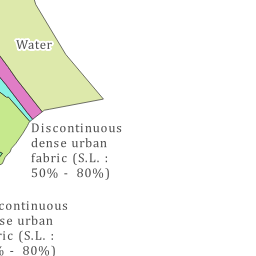 Water
Discontinuous
dense urban
fabric (S.L. :
50% - 80%)
continuous
se urban
ric (S.L. :
% - 80%)